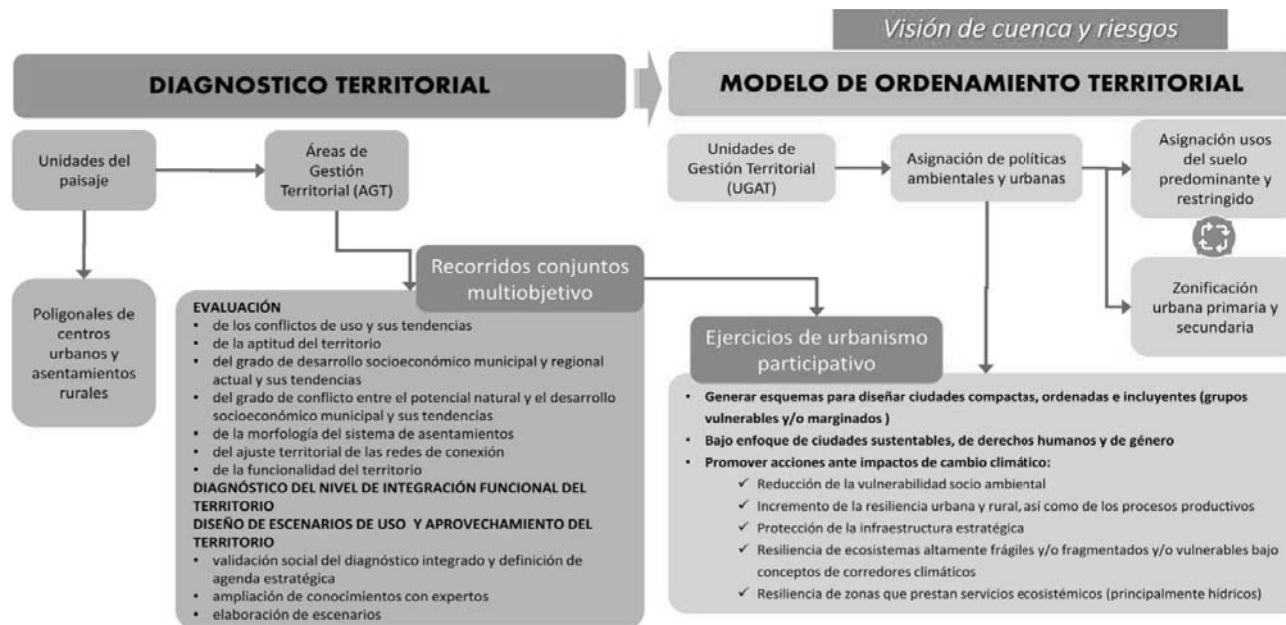 Visión de cuenca y riesgos
DIAGNOSTICO TERRITORIAL
MODELO DE ORDENAMIENTO TERRITORIAL
Unidades del
paisaje
Áreas de
Gestión
Territorial (AGT)
Poligonales de
centros
urbanos y
asentamientos
rurales
Recorridos conjuntos
multiobjetivo
EVALUACIÓN
• de los conflictos de uso y sus tendencias
• de la aptitud del territorio
• del grado de desarrollo socioeconómico municipal y regional
actual y sus tendencias
• del grado de conflicto entre el potencial natural y el desarrollo
socioeconómico municipal y sus tendencias
• de la morfología del sistema de asentamientos
• del ajuste territorial de las redes de conexión
• de la funcionalidad del territorio
DIAGNÓSTICO DEL NIVEL DE INTEGRACIÓN FUNCIONAL DEL
TERRITORIO
DISEÑO DE ESCENARIOS DE USO Y APROVECHAMIENTO DEL
TERRITORIO
• validación social del diagnóstico integrado y definición de
agenda estratégica
• ampliación de conocimientos con expertos
• elaboración de escenarios
Unidades de
Gestión Territorial
(UGAT)
Asignación de políticas
ambientales y urbanas
Asignación usos
del suelo
predominante y
restringido
Zonificación
urbana primaria y
secundaria
Ejercicios de urbanismo
participativo
• Generar esquemas para diseñar ciudades compactas, ordenadas e incluyentes (grupos
vulnerables y/o marginados )
• Bajo enfoque de ciudades sustentables, de derechos humanos y de género
• Promover acciones ante impactos de cambio climático:
✓ Reducción de la vulnerabilidad socio ambiental
✓ Incremento de la resiliencia urbana y rural, así como de los procesos productivos
✓ Protección de la infraestructura estratégica
✓ Resiliencia de ecosistemas altamente frágiles y/o fragmentados y/o vulnerables bajo
conceptos de corredores climáticos
✓ Resiliencia de zonas que prestan servicios ecosistémicos (principalmente hídricos)